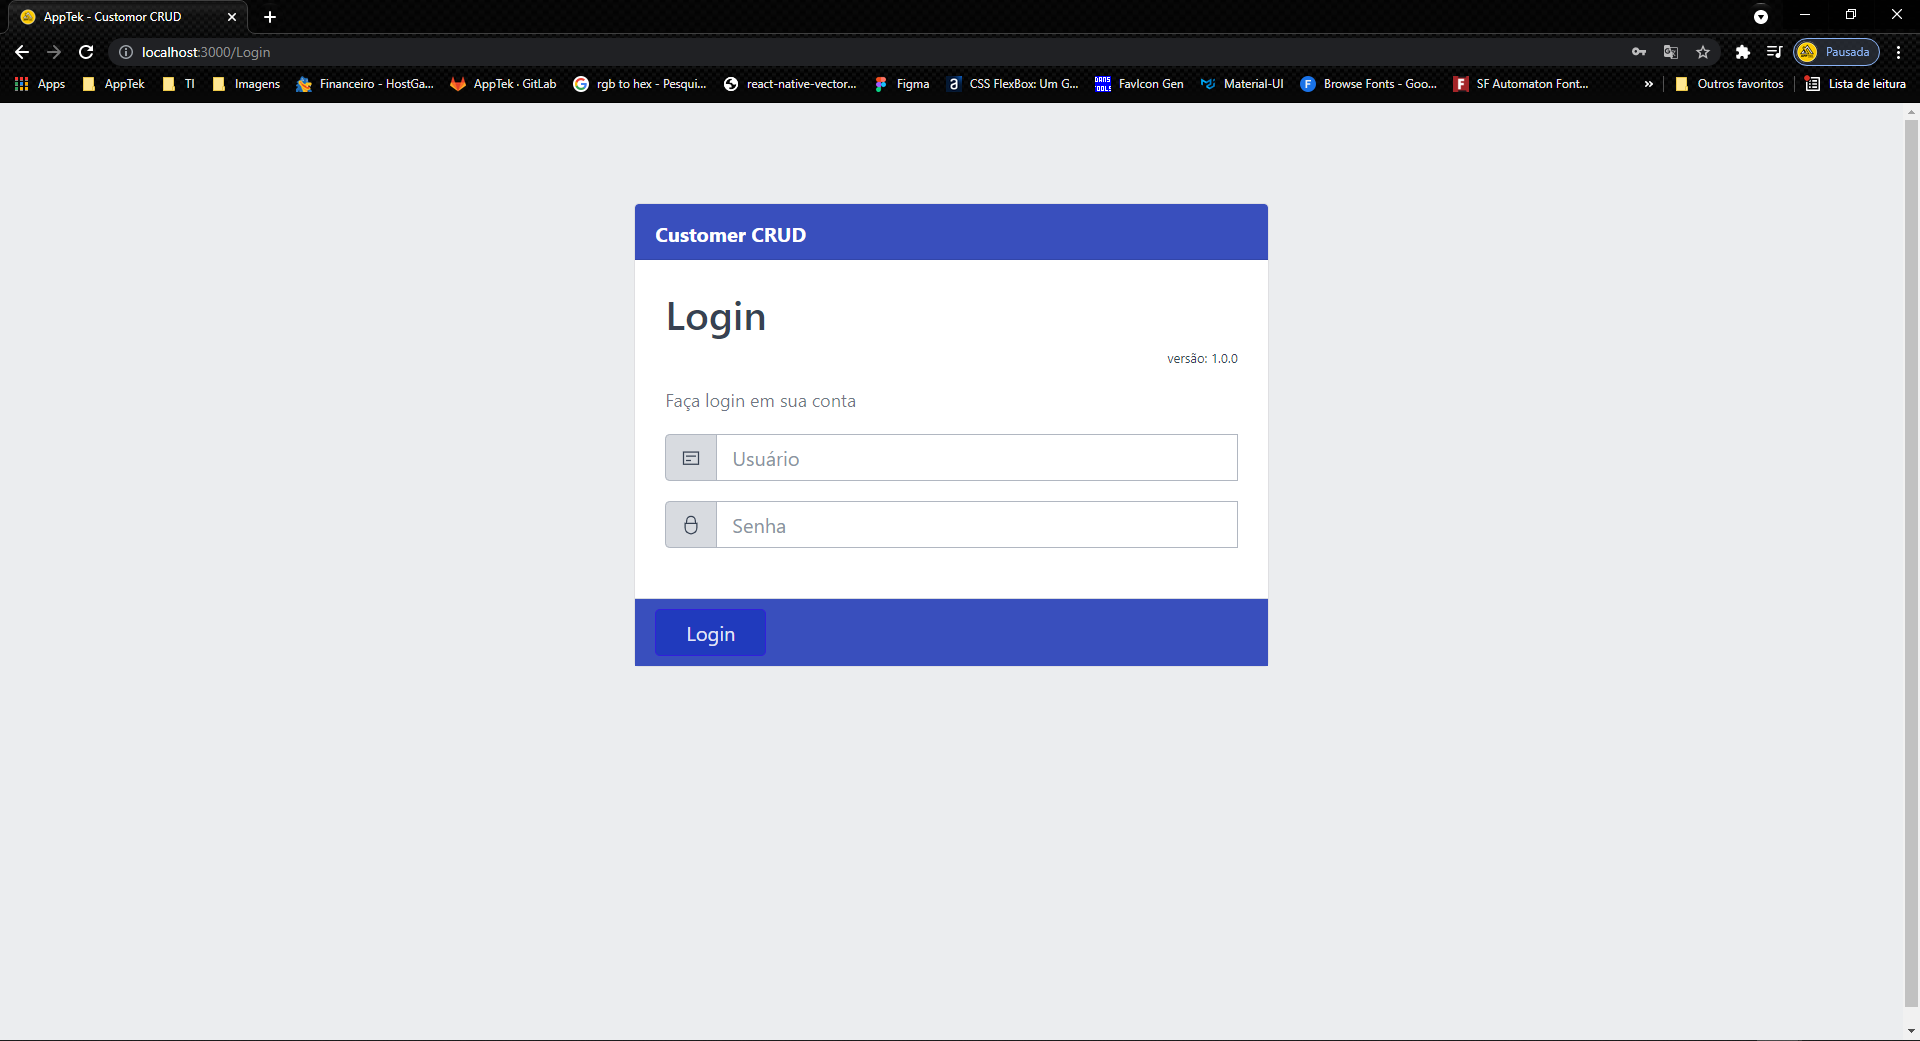 AppTek - Customor CRUD
localhost:3000/Login
Pausada
Apps AppTek TI Imagens Financeiro - HostGa... AppTek · GitLab rgb to hex - Pesqui... react-native-vector... Figma CSS FlexBox: Um G... FavIcon Gen Material-UI Browse Fonts - Goo... SF Automaton Font... » Outros favoritos Lista de leitura
Customer CRUD
Login
versão: 1.0.0
Faça login em sua conta
Usuário
Senha
Login